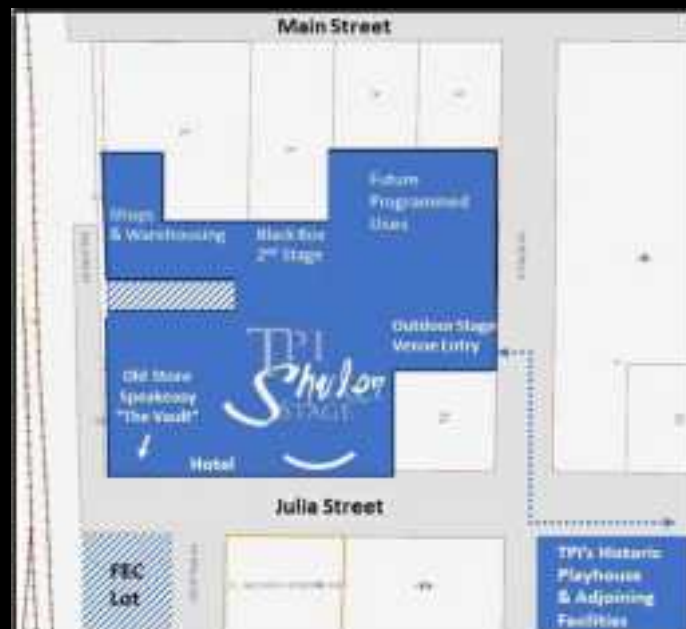 Main Street
Future
Programmed
Uses
Shops
& Warehousing
Black Box
2nd Stage
Outdoor Stage
Venue Entry
TPI
Shuler
STAGE
Old Store
Speakeasy
"The Vault"
Hotel
Julia Street
FEC
Lot
TPI's Historic
Playhouse
& Adjoining
Facilities